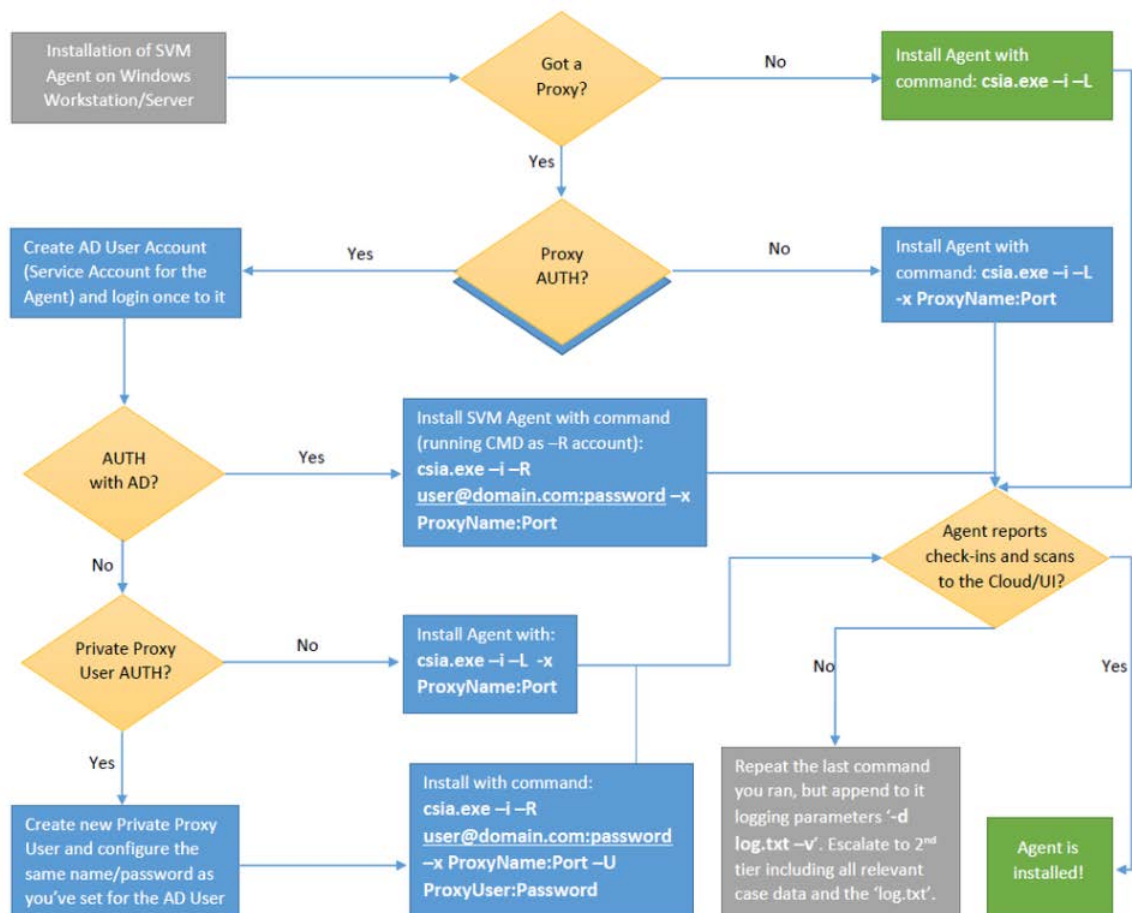 Installation of SVM
Agent on Windows
Workstation/Server
Got a
Proxy?
No
Install Agent with
command: csia.exe –i –L
Yes
Create AD User Account
(Service Account for the
Agent) and login once to it
Yes
Proxy
AUTH?
No
Install Agent with
command: csia.exe –i –L
-x ProxyName:Port
AUTH
with AD?
Yes
Install SVM Agent with command
(running CMD as –R account):
csia.exe –i –R
user@domain.com:password –x
ProxyName:Port
Agent reports
check-ins and scans
to the Cloud/UI?
No
Private Proxy
User AUTH?
No
Install Agent with:
csia.exe –i –L -x
ProxyName:Port
No
Yes
Yes
Create new Private Proxy
User and configure the
same name/password as
you've set for the AD User
Install with command:
csia.exe –i –R
user@domain.com:password
–x ProxyName:Port –U
ProxyUser:Password
Repeat the last command
you ran, but append to it
logging parameters '-d
log.txt –v'. Escalate to 2nd
tier including all relevant
case data and the 'log.txt'.
Agent is
installed!